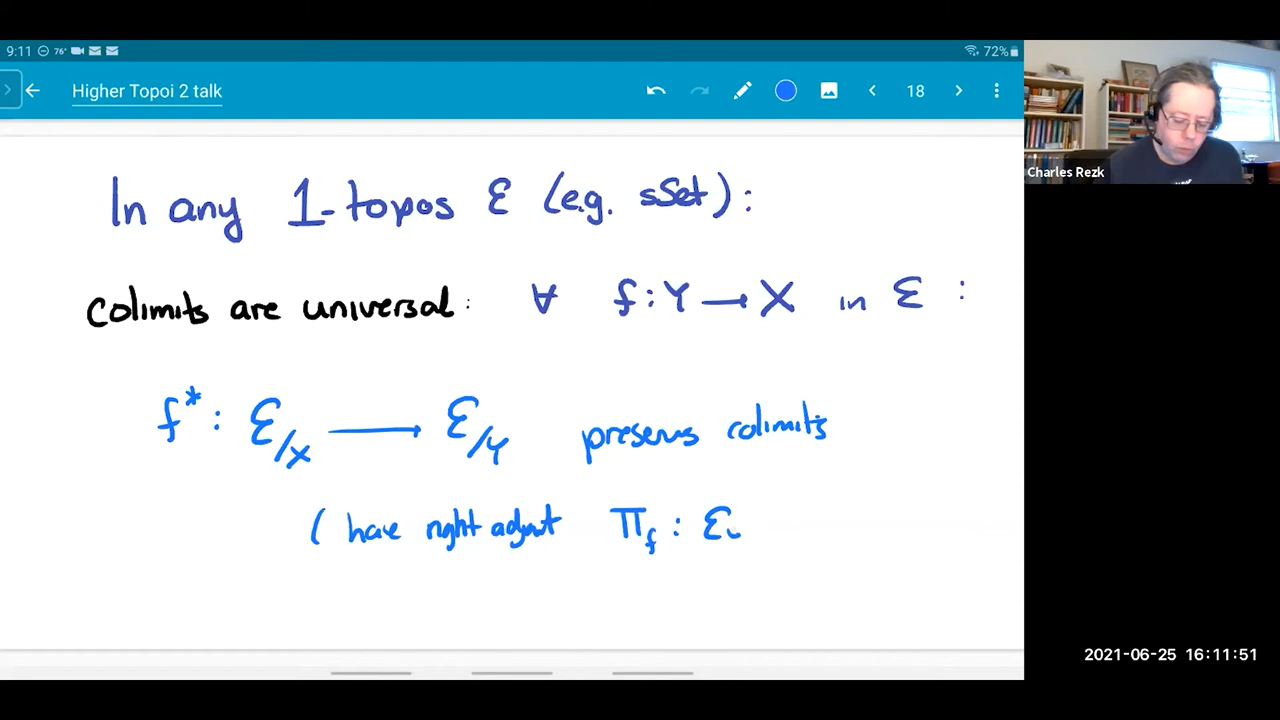 9:11 76° 72%
Higher Topoi 2 talk 18
Charles Rezk
In any 1-topos ℰ (e.g. sSet):
colimits are universal: ∀ f: Y → X in ℰ :
f* : ℰ/X → ℰ/Y preserves colimits
( have right adjoint Π_f : ℰ
2021-06-25 16:11:51